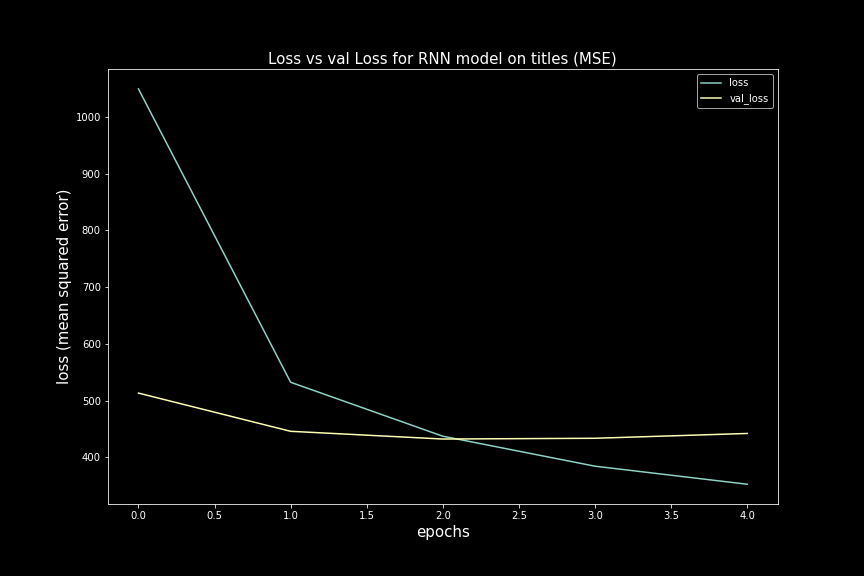 Loss vs val Loss for RNN model on titles (MSE)
loss
val_loss
loss (mean squared error)
1000
900
800
700
600
500
400
0.0 0.5 1.0 1.5 2.0 2.5 3.0 3.5 4.0
epochs